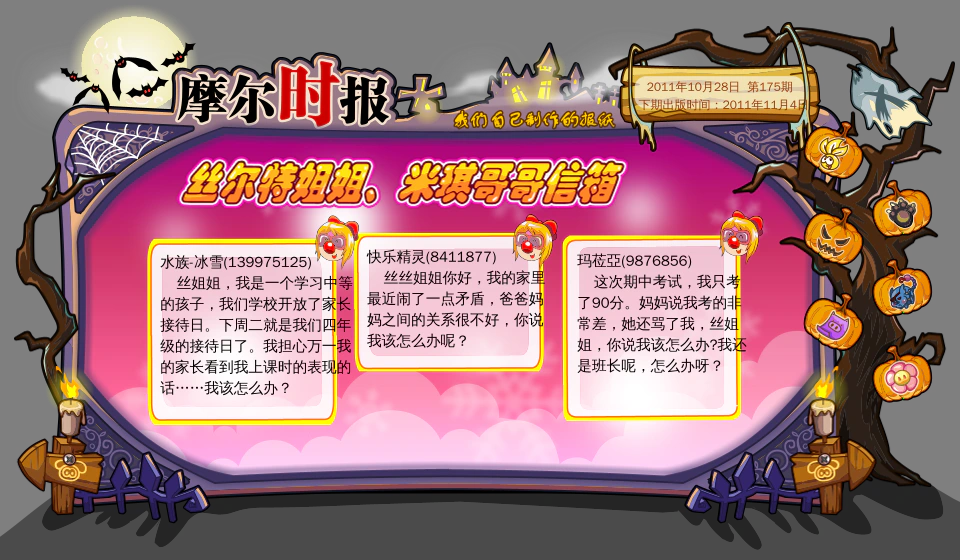 摩尔时报
我们自己制作的报纸
2011年10月28日 第175期
下期出版时间：2011年11月4日
丝尔特姐姐、米琪哥哥信箱
水族-冰雪(139975125)
丝姐姐，我是一个学习中等
的孩子，我们学校开放了家长
接待日。下周二就是我们四年
级的接待日了。我担心万一我
的家长看到我上课时的表现的
话……我该怎么办？
快乐精灵(8411877)
丝丝姐姐你好，我的家里
最近闹了一点矛盾，爸爸妈
妈之间的关系很不好，你说
我该怎么办呢？
玛莅亞(9876856)
这次期中考试，我只考
了90分。妈妈说我考的非
常差，她还骂了我，丝姐
姐，你说我该怎么办?我还
是班长呢，怎么办呀？